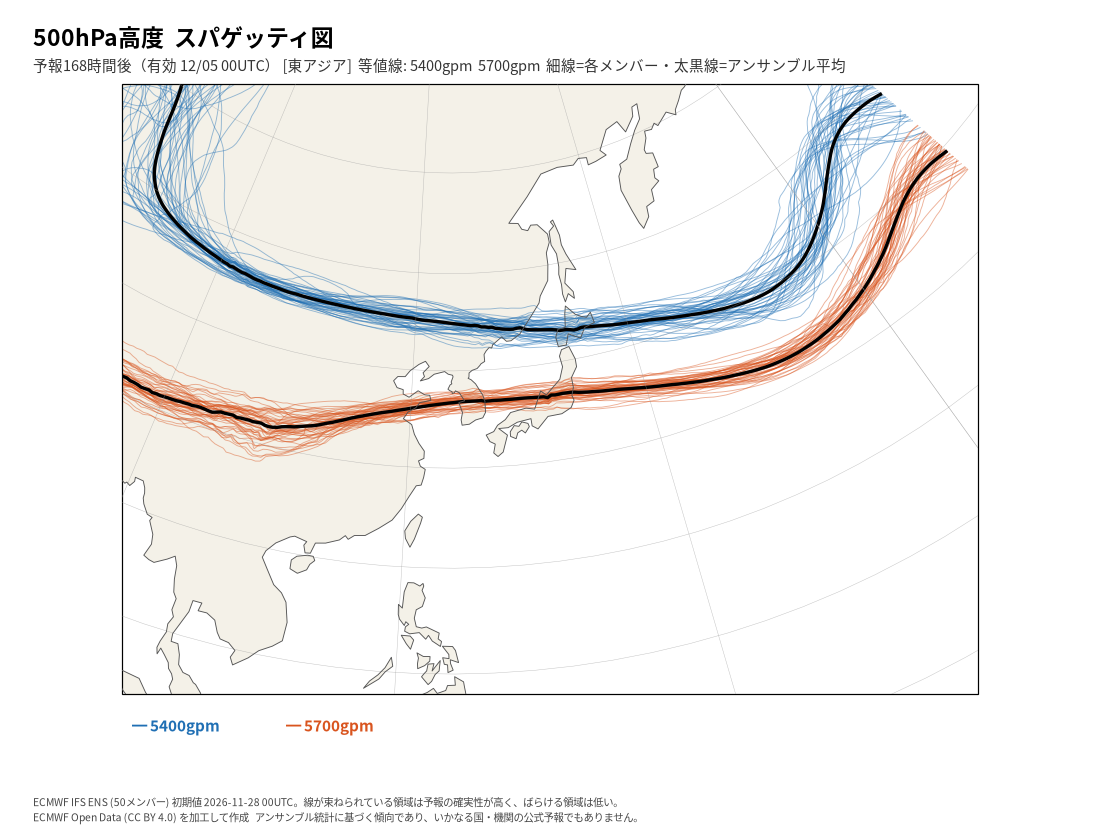 500hPa高度 スパゲッティ図
予報168時間後（有効 12/05 00UTC） [東アジア] 等値線: 5400gpm 5700gpm 細線=各メンバー・太黒線=アンサンブル平均
5400gpm
5700gpm
ECMWF IFS ENS (50メンバー) 初期値 2026-11-28 00UTC。線が束ねられている領域は予報の確実性が高く、ばらける領域は低い。
ECMWF Open Data (CC BY 4.0) を加工して作成 アンサンブル統計に基づく傾向であり、いかなる国・機関の公式予報でもありません。